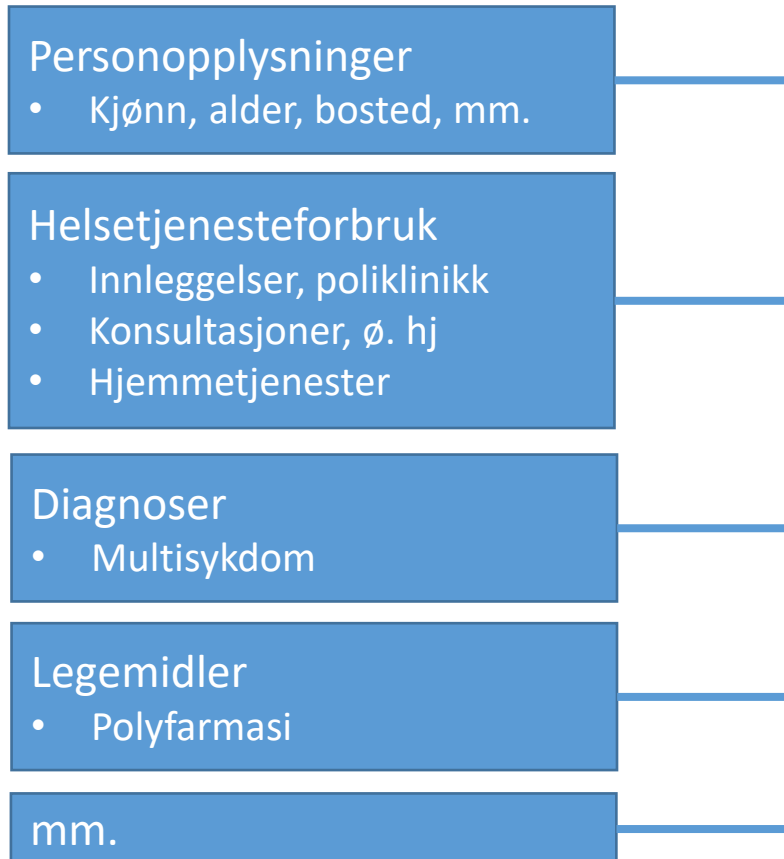 Personopplysninger
• Kjønn, alder, bosted, mm.
Helsetjenesteforbruk
• Innleggelser, poliklinikk
• Konsultasjoner, ø. hj
• Hjemmetjenester
Diagnoser
• Multisykdom
Legemidler
• Polyfarmasi
mm.